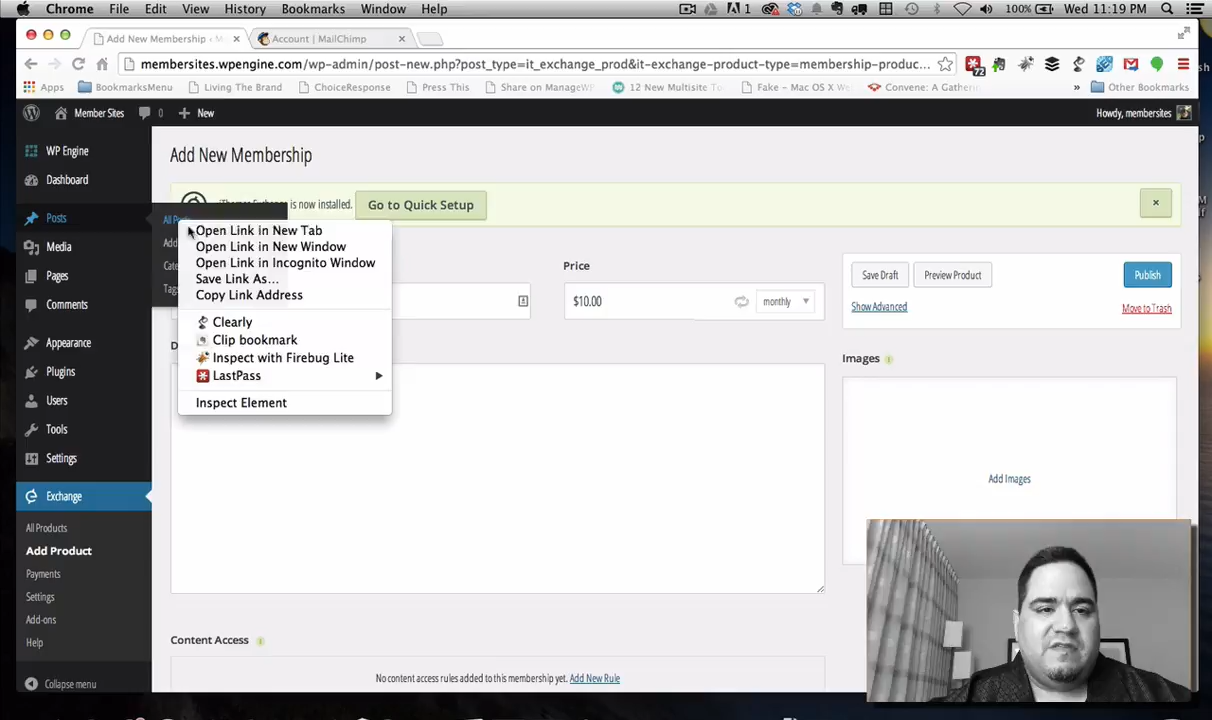 Chrome File Edit View History Bookmarks Window Help 1 100% Wed 11:19 PM
Add New Membership Account | MailChimp
membersites.wpengine.com/wp-admin/post-new.php?post_type=it_exchange_prod&it-exchange-product-type=membership-produc... 72
Apps BookmarksMenu Living The Brand ChoiceResponse Press This Share on ManageWP 12 New Multisite Fake – Mac OS X Convene: A Gather » Other Bookmarks
Member Sites 0 New Howdy, membersites
WP Engine
Dashboard
Posts
Media
Pages
Comments
Appearance
Plugins
Users
Tools
Settings
Exchange
All Products
Add Product
Payments
Settings
Add-ons
Help
Collapse menu
All Posts
Add
Cate
Tags
Open Link in New Tab
Open Link in New Window
Open Link in Incognito Window
Save Link As...
Copy Link Address
Clearly
Clip bookmark
Inspect with Firebug Lite
LastPass
Inspect Element
Add New Membership
is now installed. Go to Quick Setup ×
Price
$10.00 monthly
Save Draft Preview Product Publish
Show Advanced Move to Trash
Images
Add Images
Content Access
No content access rules added to this membership yet. Add New Rule